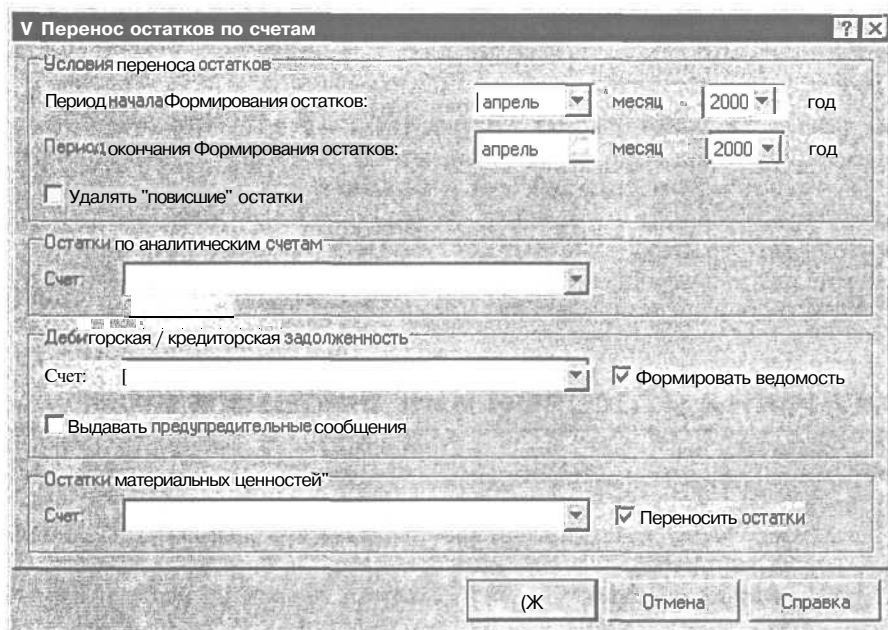 V Перенос остатков по счетам ? ×
Условия переноса остатков
Период начала Формирования остатков: апрель месяц 2000 год
Период окончания Формирования остатков: апрель месяц 2000 год
Удалять "повисшие" остатки
Остатки по аналитическим счетам
Счет:
Дебигорская / кредиторская задолженность
Счет: [ Формировать ведомость
Выдавать предупредительные сообщения
Остатки материальных ценностей"
Счет: Переносить остатки
(Ж Отмена Справка